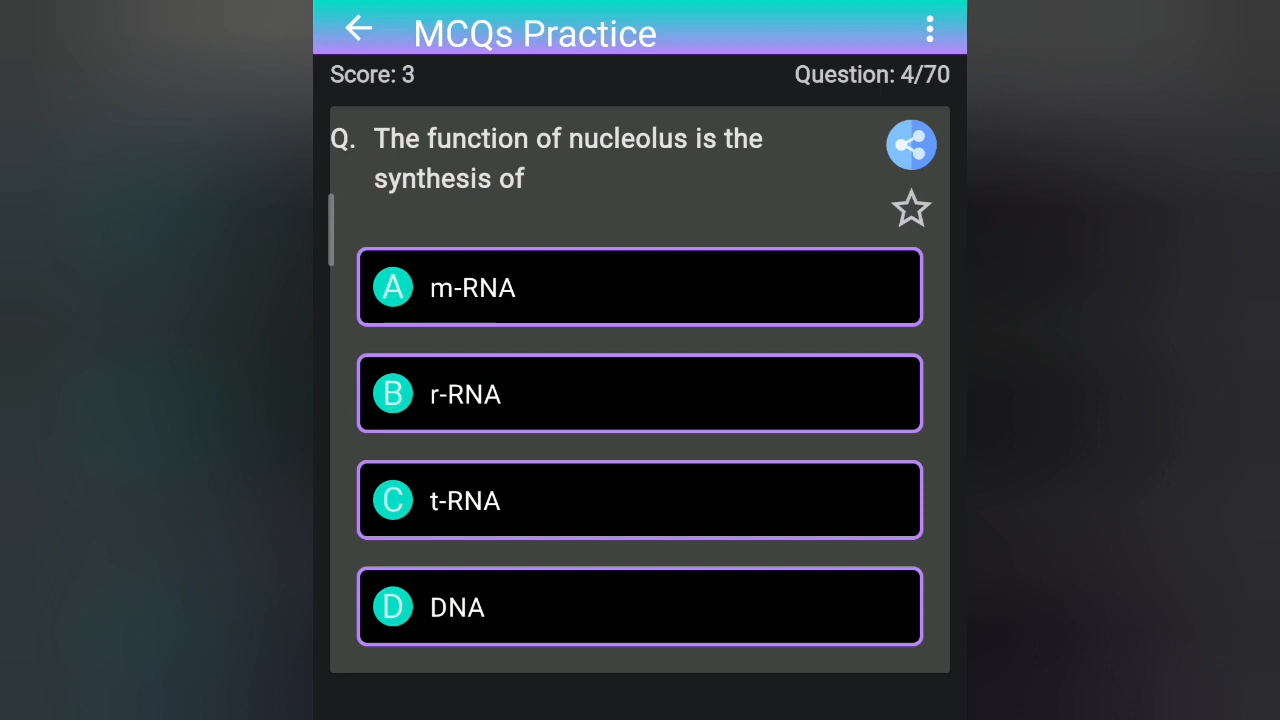 MCQs Practice
Score: 3
Question: 4/70
Q. The function of nucleolus is the
synthesis of
A m-RNA
B r-RNA
C t-RNA
D DNA